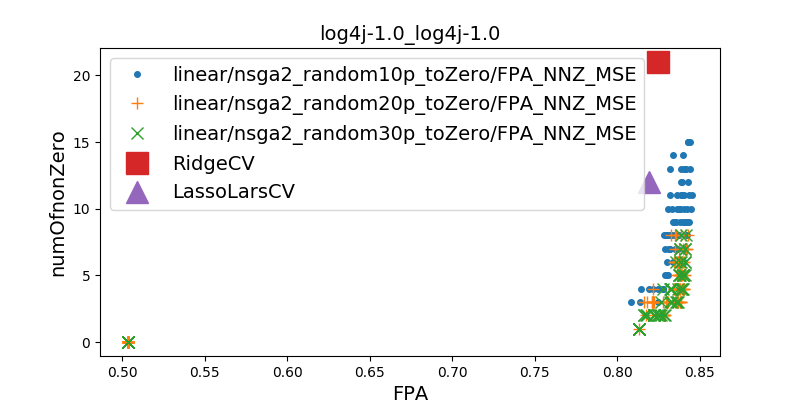 log4j-1.0_log4j-1.0
linear/nsga2_random10p_toZero/FPA_NNZ_MSE
linear/nsga2_random20p_toZero/FPA_NNZ_MSE
linear/nsga2_random30p_toZero/FPA_NNZ_MSE
RidgeCV
LassoLarsCV
numOfnonZero
20
15
10
5
0
0.50 0.55 0.60 0.65 0.70 0.75 0.80 0.85
FPA